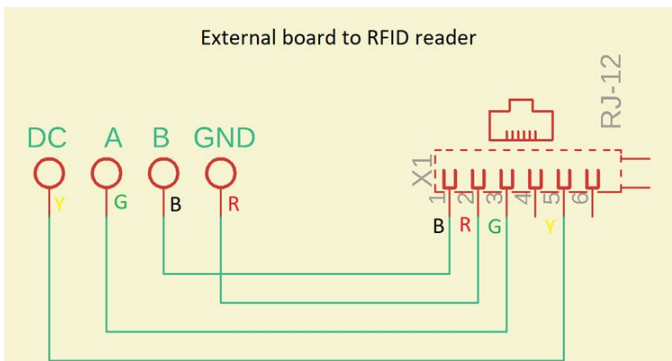 External board to RFID reader
RJ-12
DC A B GND
X1
1 2 3 4 5 6
Y G B R
B R G Y